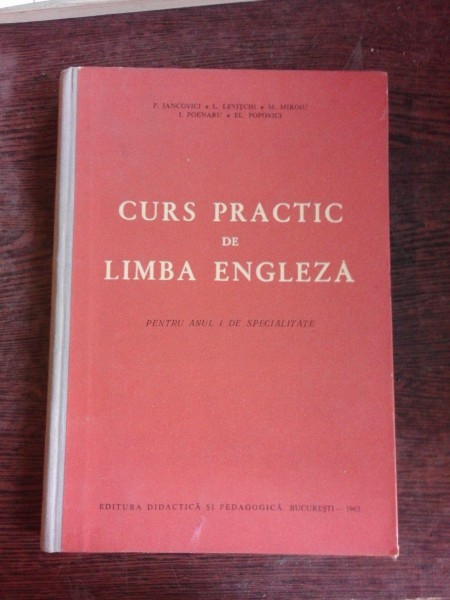 P. IANCOVICI • L. LEVIȚCHI • M. MIROIU
I. POENARU • EL. POPOVICI
CURS PRACTIC
DE
LIMBA ENGLEZĂ
PENTRU ANUL I DE SPECIALITATE
EDITURA DIDACTICĂ ȘI PEDAGOGICĂ, BUCUREȘTI — 1963